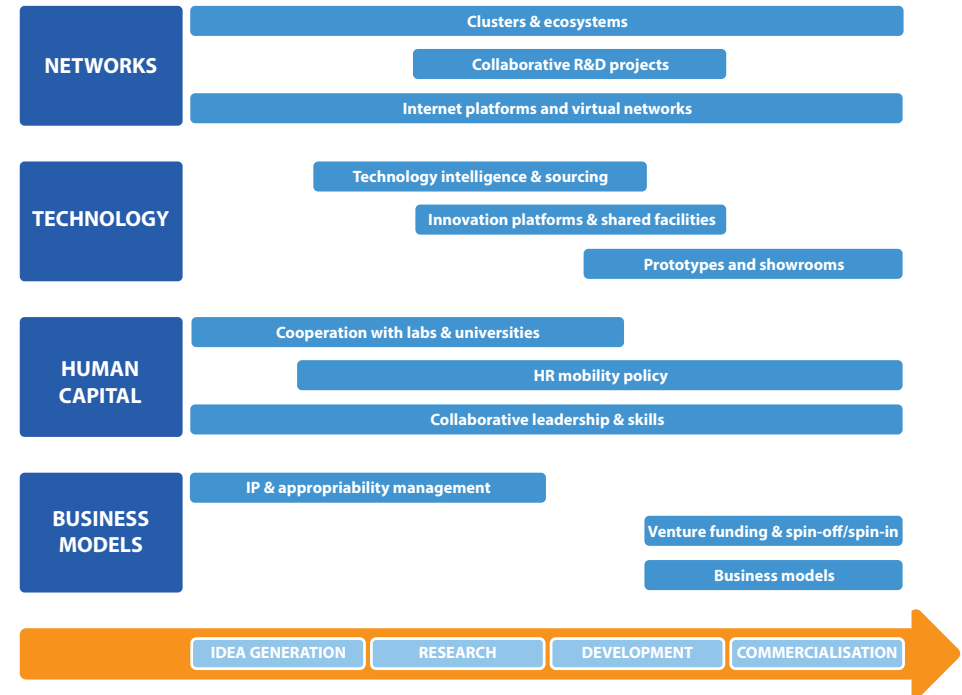 NETWORKS
Clusters & ecosystems
Collaborative R&D projects
Internet platforms and virtual networks
TECHNOLOGY
Technology intelligence & sourcing
Innovation platforms & shared facilities
Prototypes and showrooms
HUMAN
CAPITAL
Cooperation with labs & universities
HR mobility policy
Collaborative leadership & skills
BUSINESS
MODELS
IP & appropriability management
Venture funding & spin-off/spin-in
Business models
IDEA GENERATION
RESEARCH
DEVELOPMENT
COMMERCIALISATION